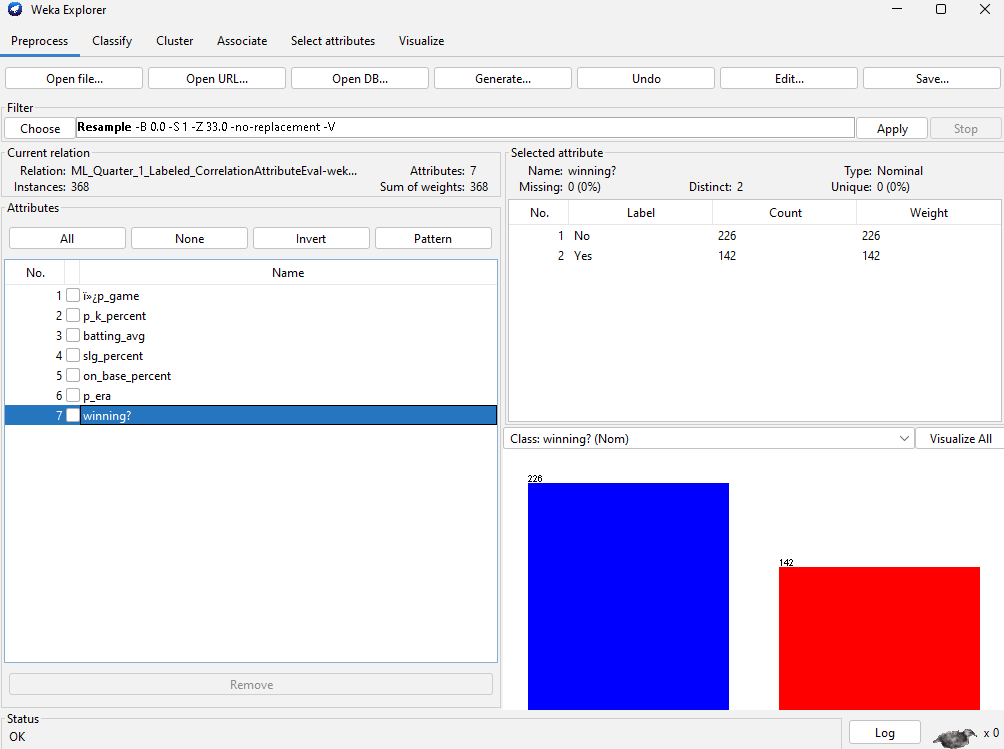 Weka Explorer
Preprocess Classify Cluster Associate Select attributes Visualize
Open file... Open URL... Open DB... Generate... Undo Edit... Save...
Filter
Choose Resample -B 0.0 -S 1 -Z 33.0 -no-replacement -V Apply Stop
Current relation
Relation: ML_Quarter_1_Labeled_CorrelationAttributeEval-wek... Attributes: 7
Instances: 368 Sum of weights: 368
Attributes
All None Invert Pattern
No. Name
1 ï»¿p_game
2 p_k_percent
3 batting_avg
4 slg_percent
5 on_base_percent
6 p_era
7 winning?
Remove
Selected attribute
Name: winning? Type: Nominal
Missing: 0 (0%) Distinct: 2 Unique: 0 (0%)
No. Label Count Weight
1 No 226 226
2 Yes 142 142
Class: winning? (Nom) Visualize All
226
142
Status
OK
Log x 0